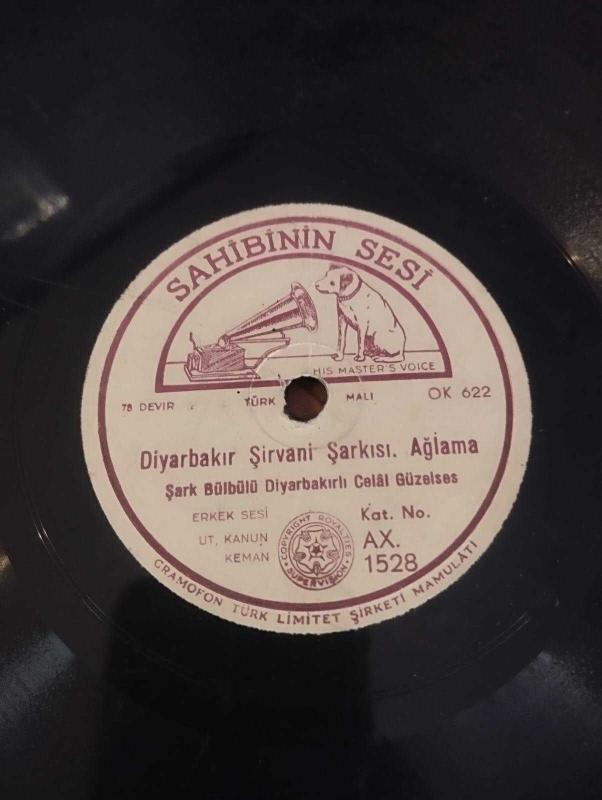 SAHİBİNİN SESİ
HIS MASTER'S VOICE
78 DEVIR TÜRK MALI OK 622
Diyarbakır Şirvani Şarkısı. Ağlama
Şark Bülbülü Diyarbakırlı Celâl Güzelses
ERKEK SESİ
UT, KANUN
KEMAN
COPYRIGHT ROYALTIES
SUPERVISION
Kat. No.
AX.
1528
GRAMOFON TÜRK LİMİTET ŞİRKETİ MAMULÂTI